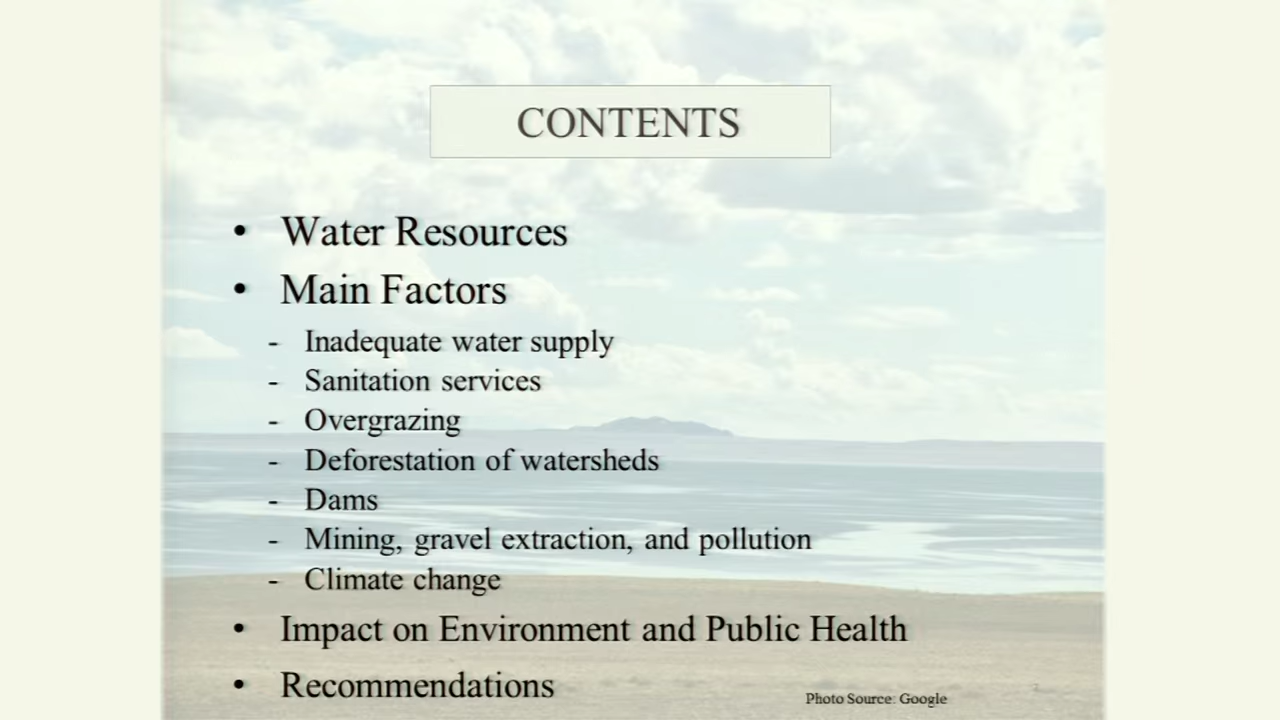 CONTENTS
• Water Resources
• Main Factors
- Inadequate water supply
- Sanitation services
- Overgrazing
- Deforestation of watersheds
- Dams
- Mining, gravel extraction, and pollution
- Climate change
• Impact on Environment and Public Health
• Recommendations
Photo Source: Google